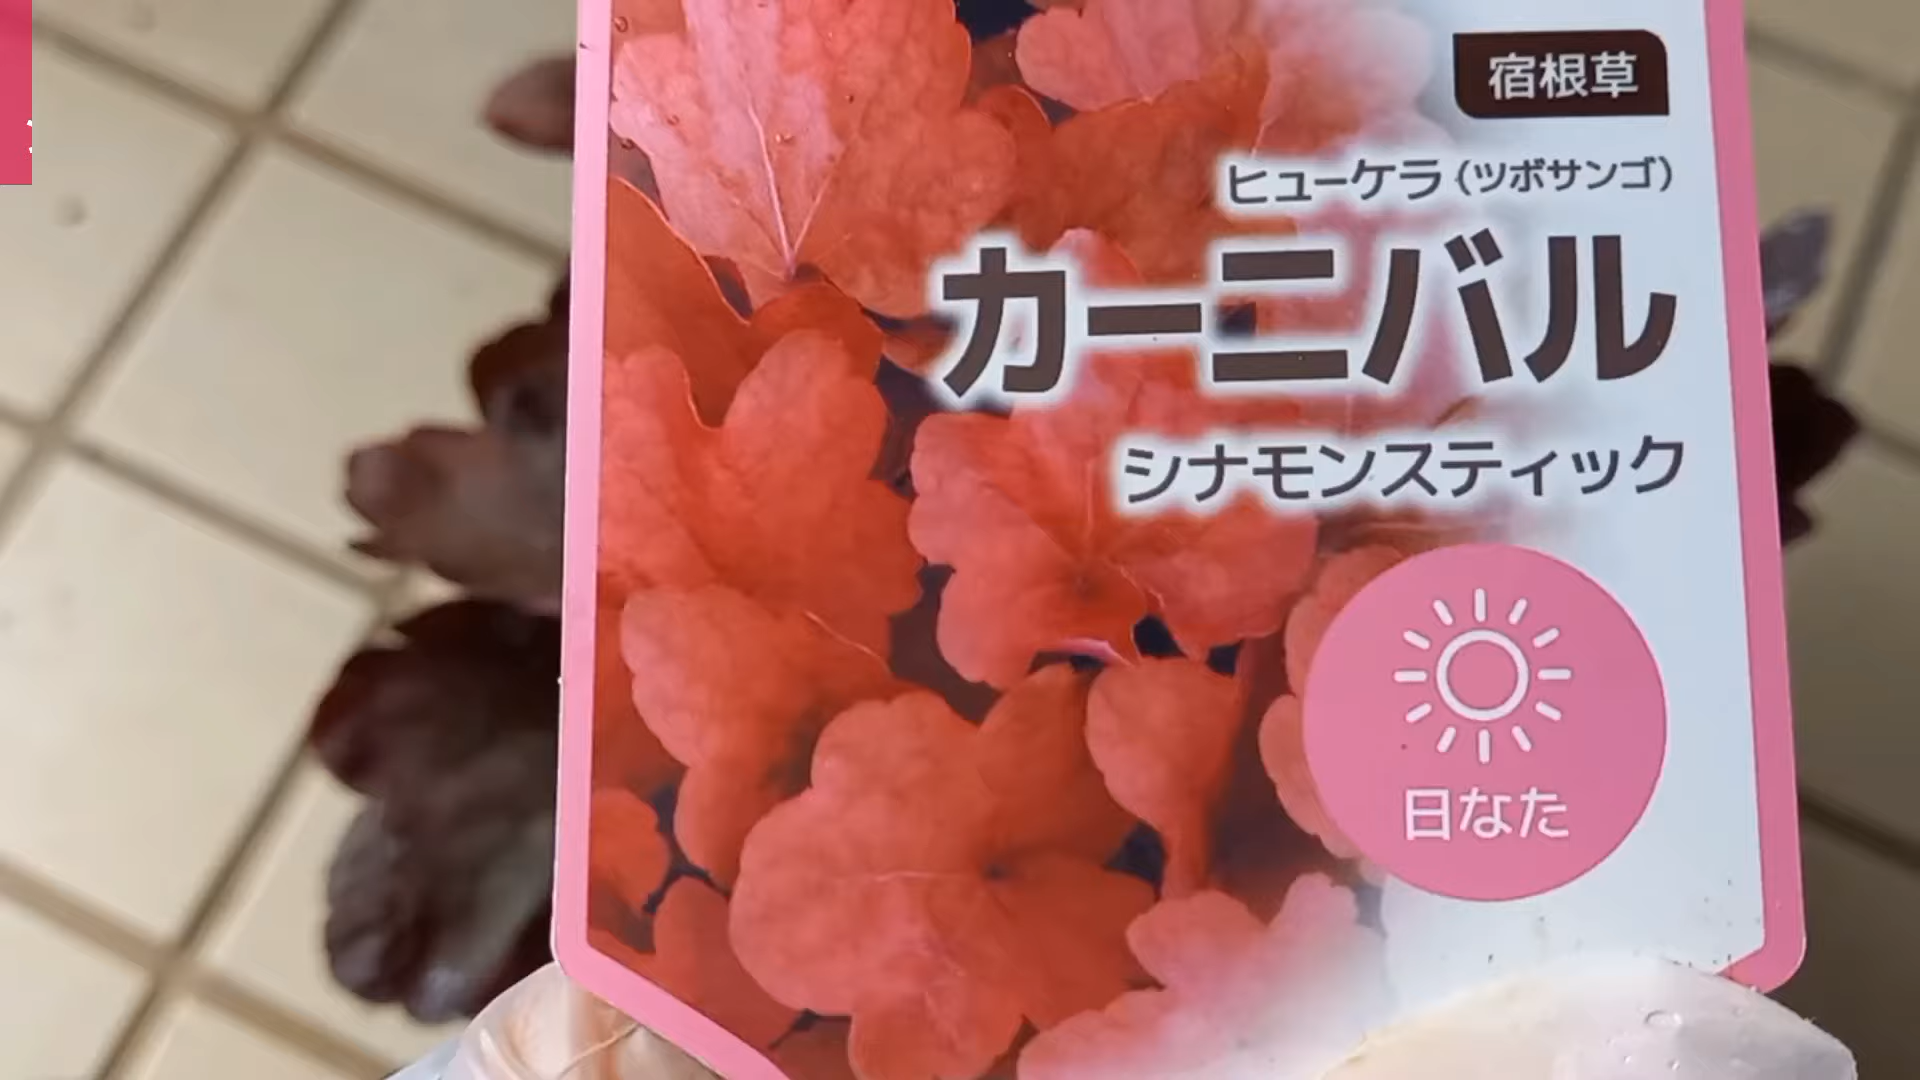 宿根草
ヒューケラ(ツボサンゴ)
カーニバル
シナモンスティック
日なた